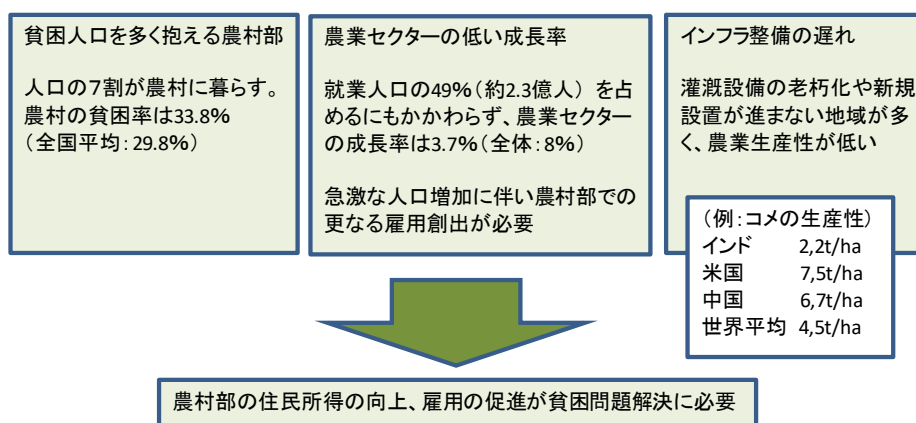 貧困人口を多く抱える農村部
人口の7割が農村に暮らす。
農村の貧困率は33.8%
(全国平均:29.8%)
農業セクターの低い成長率
就業人口の49%(約2.3億人)を占
めるにもかかわらず、農業セクター
の成長率は3.7%(全体:8%)
急激な人口増加に伴い農村部での
更なる雇用創出が必要
インフラ整備の遅れ
灌漑設備の老朽化や新規
設置が進まない地域が多
く、農業生産性が低い
(例:コメの生産性)
インド 2,2t/ha
米国 7,5t/ha
中国 6,7t/ha
世界平均 4,5t/ha
農村部の住民所得の向上、雇用の促進が貧困問題解決に必要